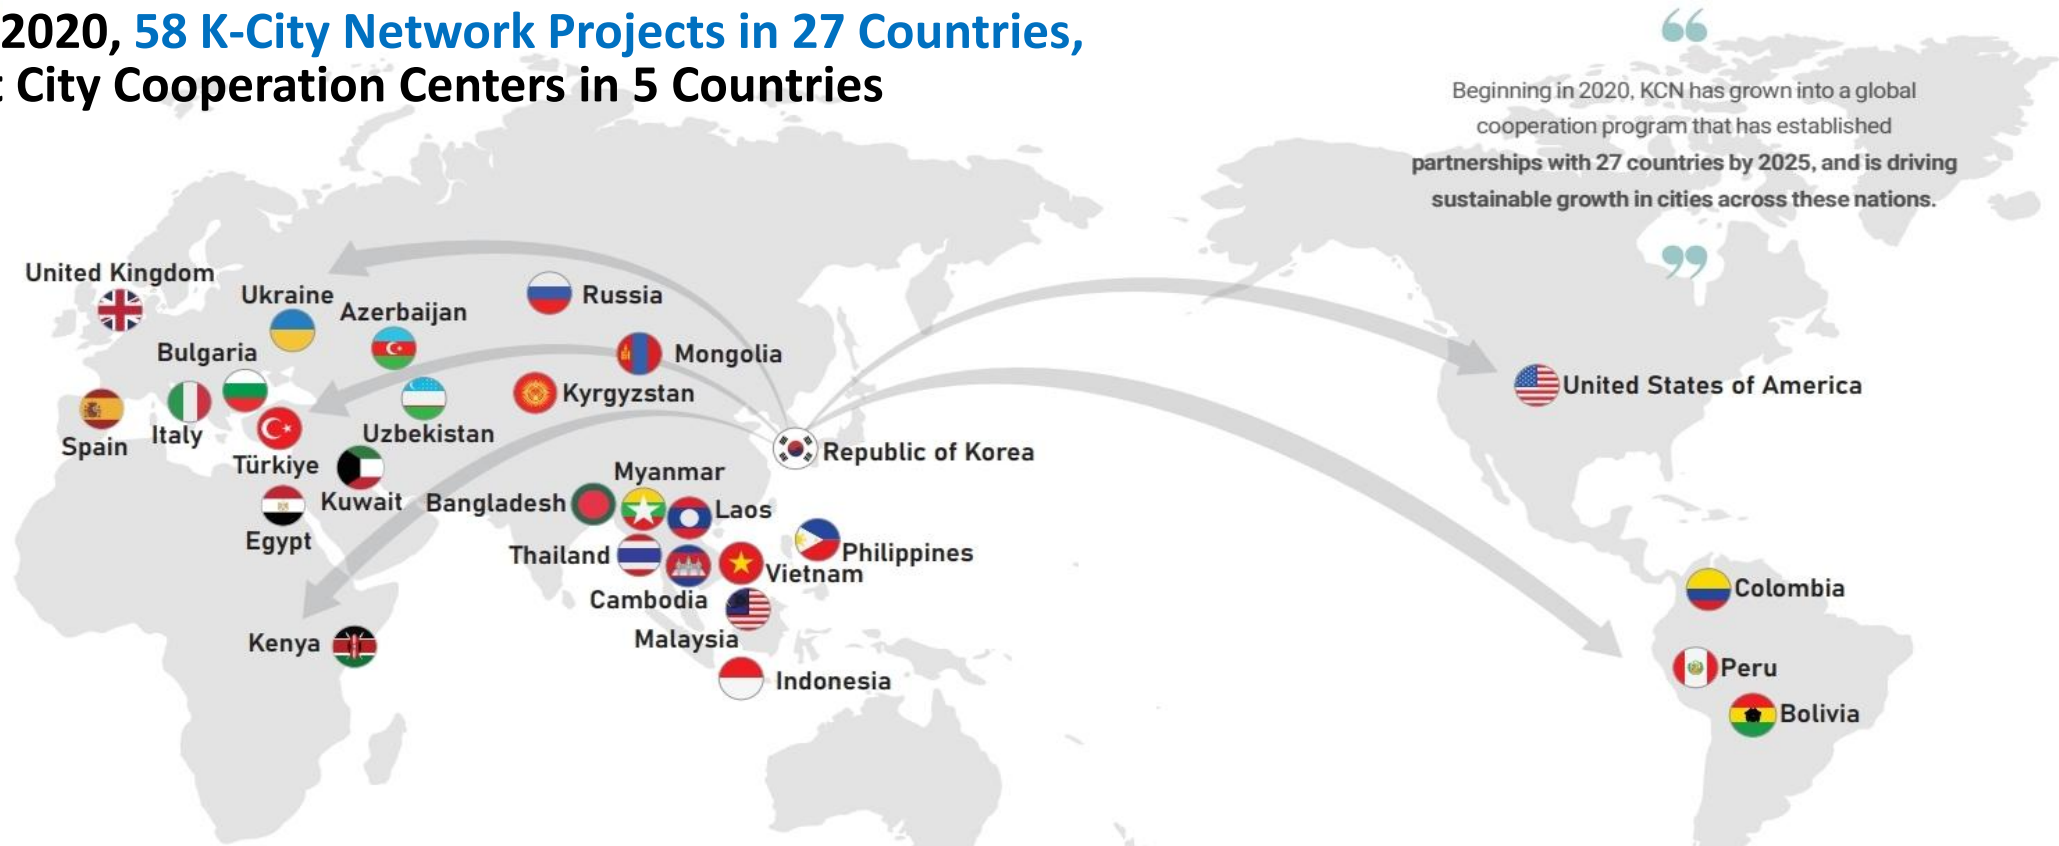 2020, 58 K-City Network Projects in 27 Countries,
City Cooperation Centers in 5 Countries
“
Beginning in 2020, KCN has grown into a global
cooperation program that has established
partnerships with 27 countries by 2025, and is driving
sustainable growth in cities across these nations.
”
United Kingdom
Ukraine
Azerbaijan
Russia
Bulgaria
Mongolia
Kyrgyzstan
United States of America
Spain
Italy
Uzbekistan
Republic of Korea
Türkiye
Myanmar
Kuwait
Bangladesh
Laos
Egypt
Thailand
Philippines
Vietnam
Cambodia
Colombia
Malaysia
Kenya
Indonesia
Peru
Bolivia